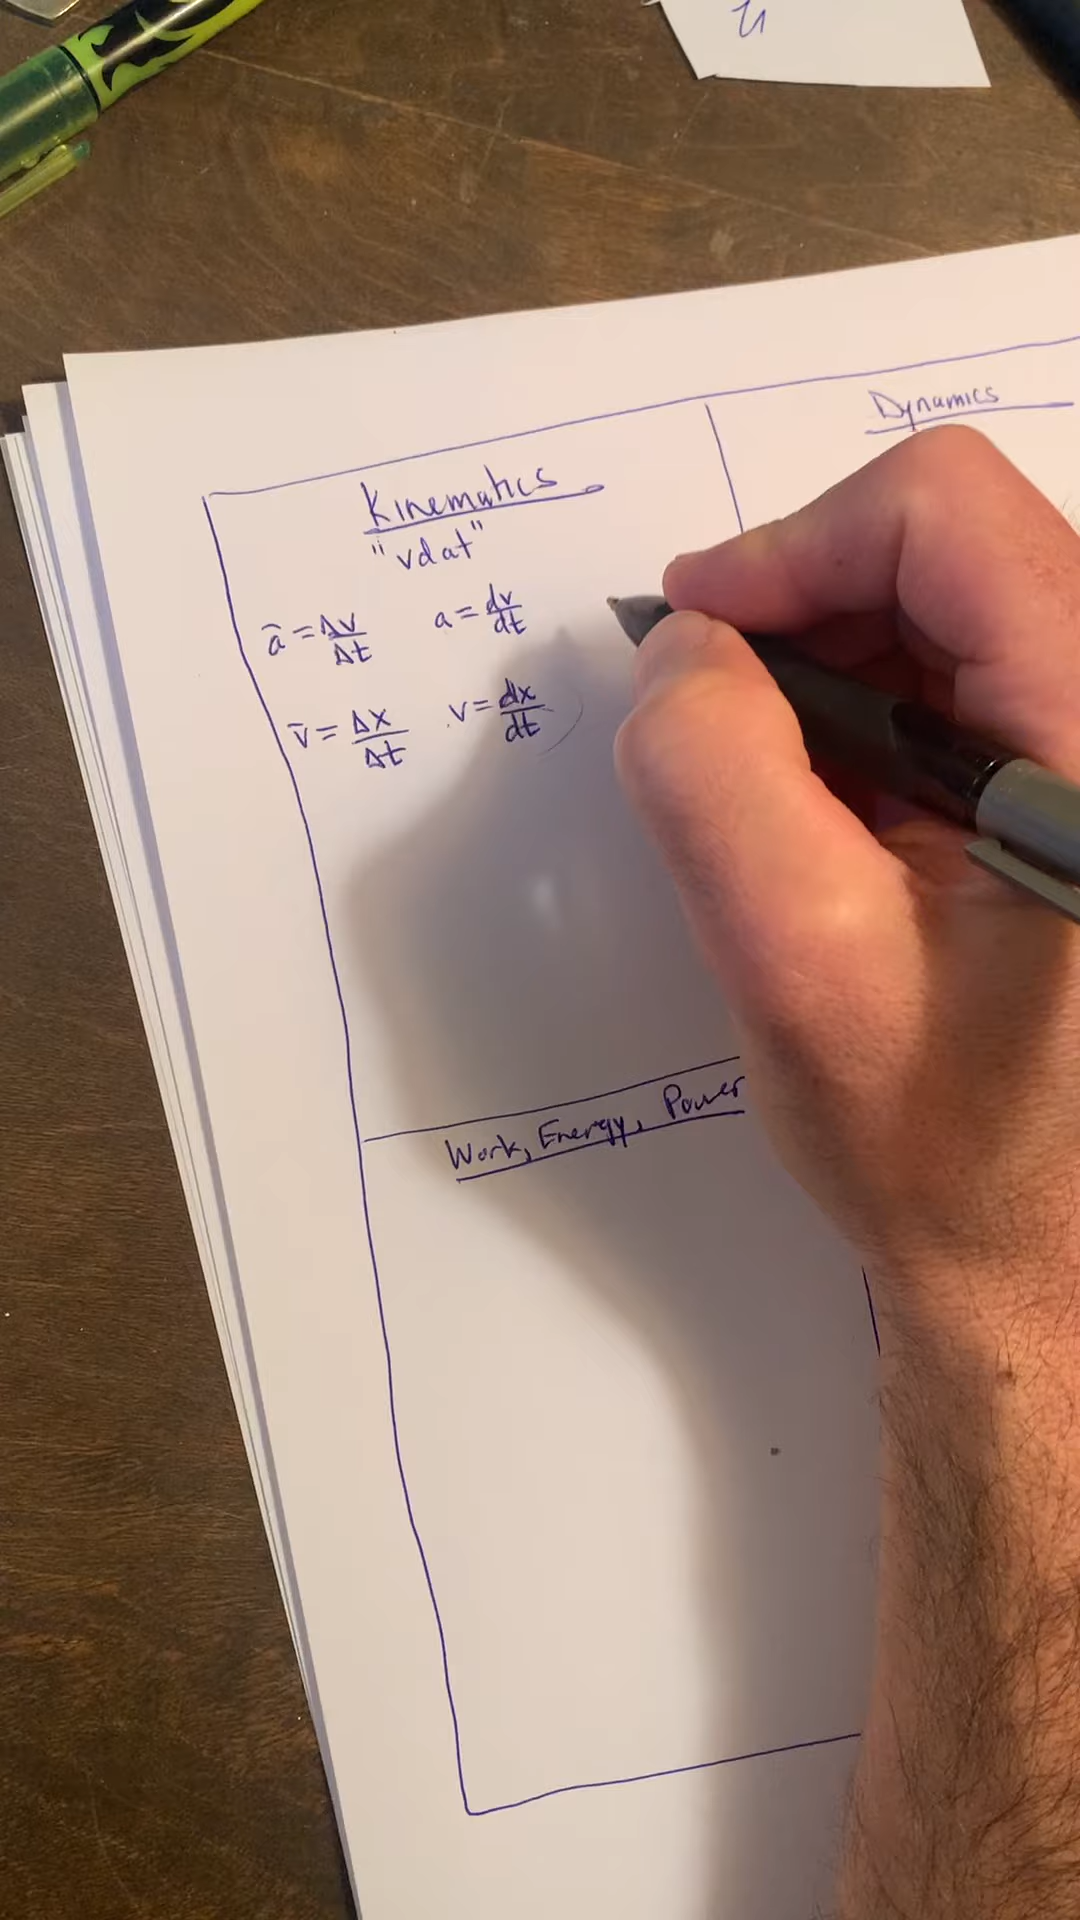 Dynamics
Kinematics
"vdat"
a̅ = Δv/Δt a = dv/dt
v̅ = Δx/Δt v = dx/dt
Work, Energy, Power